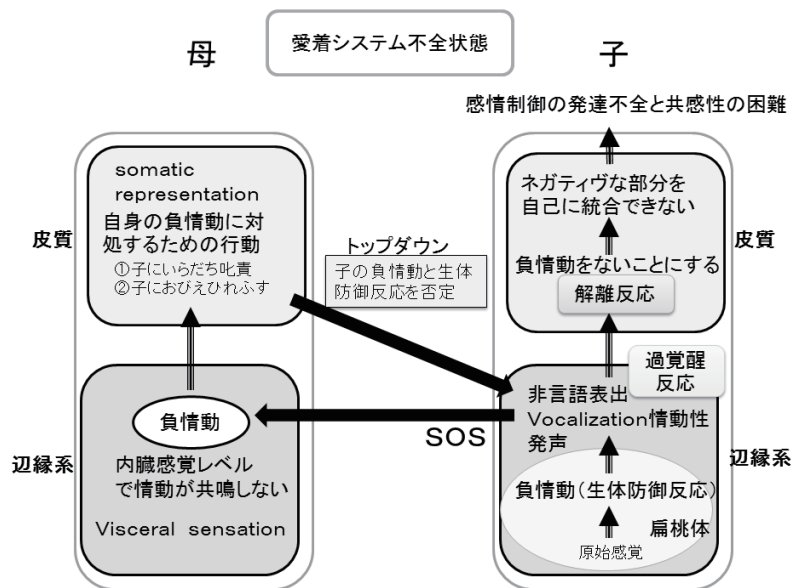 愛着システム不全状態
母
子
感情制御の発達不全と共感性の困難
somatic
representation
自身の負情動に対
処するための行動
①子にいらだち叱責
②子におびえひれふす
皮質
トップダウン
子の負情動と生体
防御反応を否定
ネガティヴな部分を
自己に統合できない
負情動をないことにする
解離反応
皮質
過覚醒
反応
負情動
内臓感覚レベル
で情動が共鳴しない
Visceral sensation
辺縁系
SOS
非言語表出
Vocalization情動性
発声
負情動（生体防御反応）
扁桃体
原始感覚
辺縁系